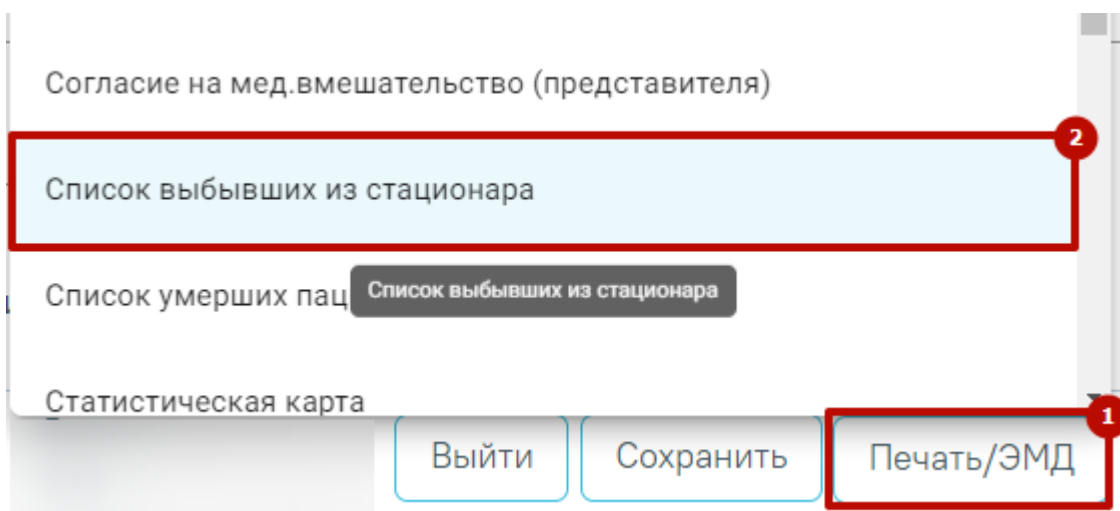 Согласие на мед.вмешательство (представителя)
2
Список выбывших из стационара
Список умерших пац
Список выбывших из стационара
Статистическая карта
1
Выйти
Сохранить
Печать/ЭМД